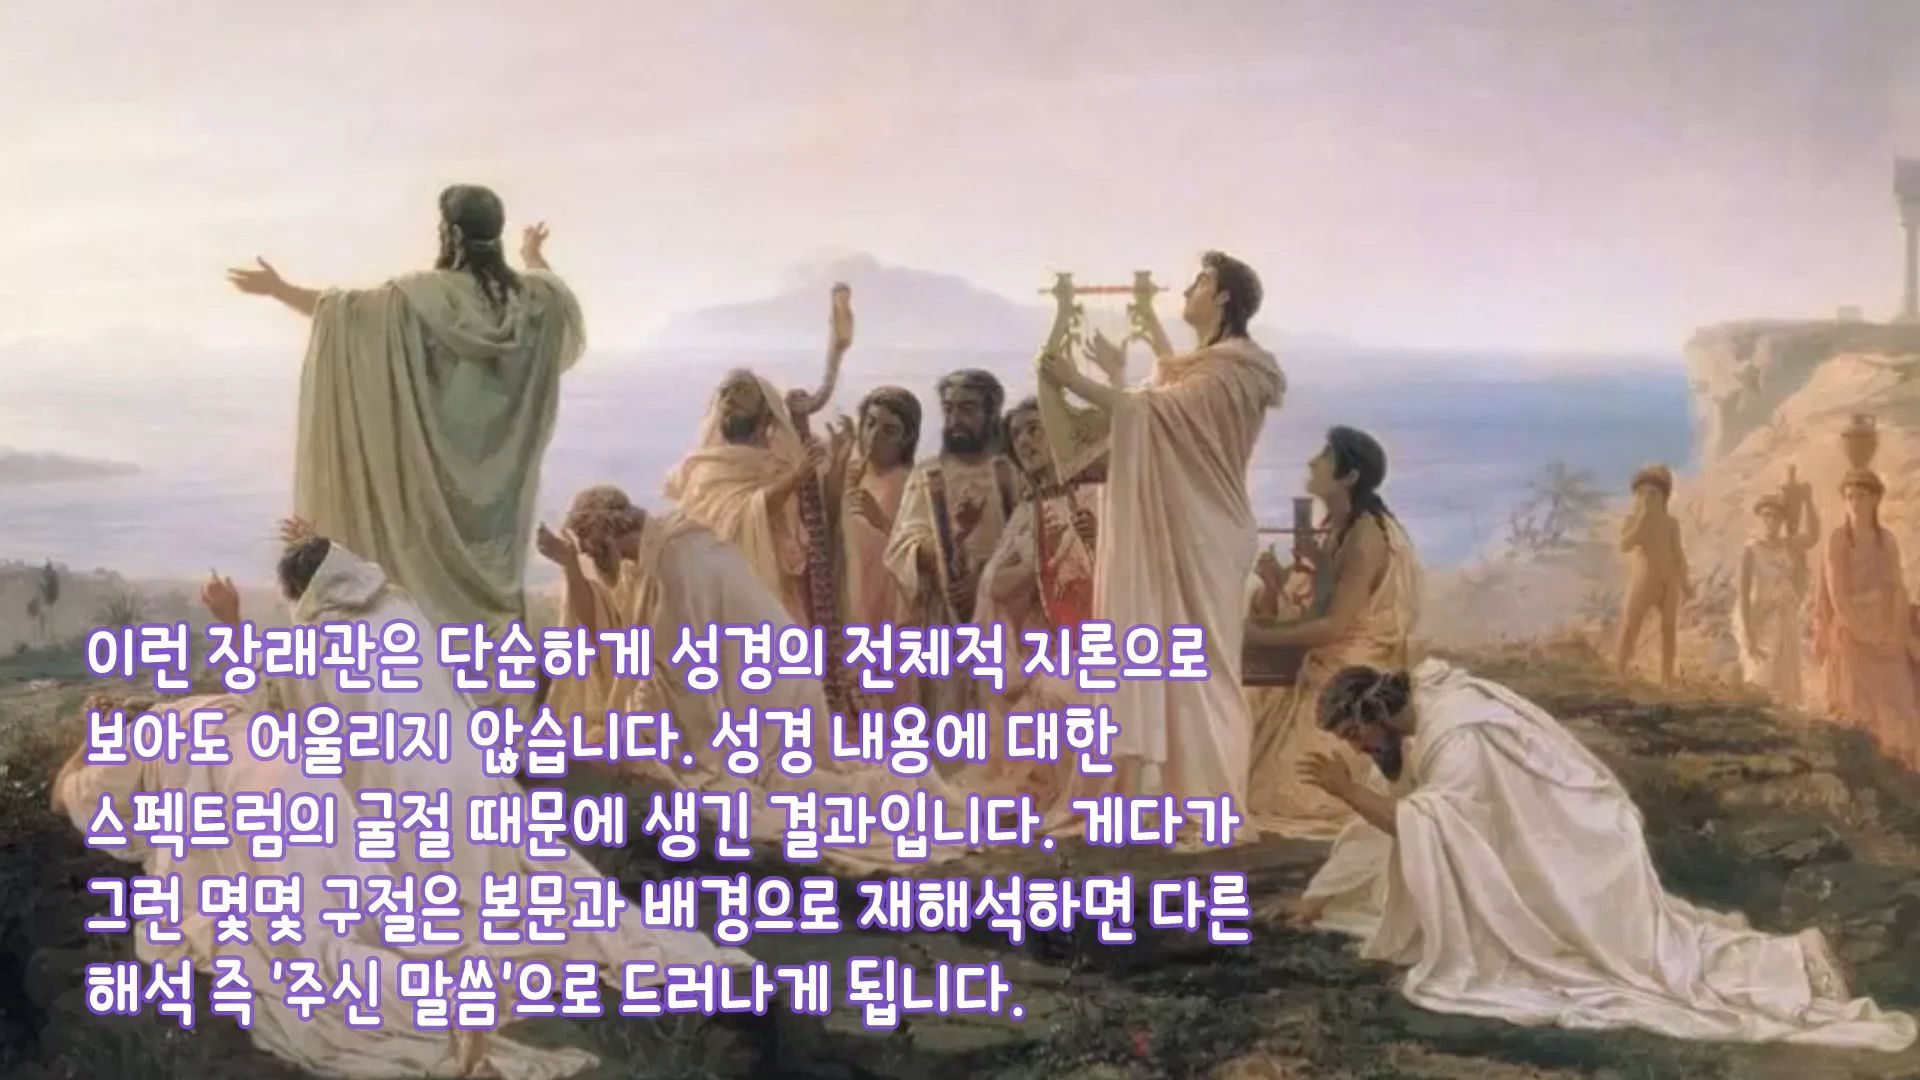 이런 장래관은 단순하게 성경의 전체적 지론으로
보아도 어울리지 않습니다. 성경 내용에 대한
스펙트럼의 굴절 때문에 생긴 결과입니다. 게다가
그런 몇몇 구절은 본문과 배경으로 재해석하면 다른
해석 즉 '주신 말씀'으로 드러나게 됩니다.